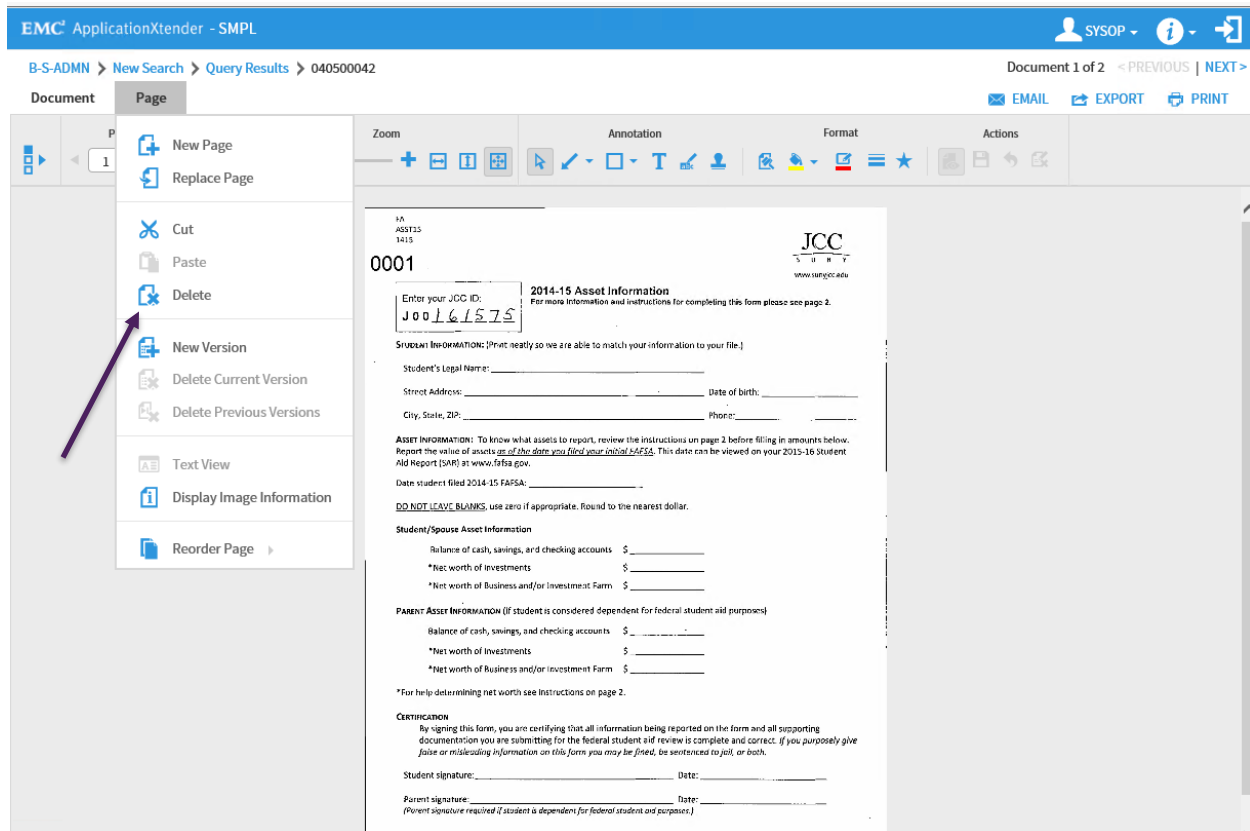 EMC² ApplicationXtender - SMPL
SYSOP
B-S-ADMN > New Search > Query Results > 040500042
Document 1 of 2 < PREVIOUS | NEXT >
Document Page
EMAIL EXPORT PRINT
P Zoom Annotation Format Actions
1
New Page
Replace Page
Cut
Paste
Delete
New Version
Delete Current Version
Delete Previous Versions
Text View
Display Image Information
Reorder Page
FA
ASST15
1415
0001
JCC
S U N Y
www.sunyjcc.edu
2014-15 Asset Information
For more information and instructions for completing this form please see page 2.
Enter your JCC ID:
J00161575
STUDENT INFORMATION: (Print neatly so we are able to match your information to your file.)
Student's Legal Name:
Street Address: Date of birth:
City, State, ZIP: Phone:
ASSET INFORMATION: To know what assets to report, review the instructions on page 2 before filling in amounts below.
Report the value of assets as of the date you filed your initial FAFSA. This date can be viewed on your 2015-16 Student
Aid Report (SAR) at www.fafsa.gov.
Date student filed 2014-15 FAFSA:
DO NOT LEAVE BLANKS, use zero if appropriate. Round to the nearest dollar.
Student/Spouse Asset Information
Balance of cash, savings, and checking accounts $
*Net worth of Investments $
*Net worth of Business and/or Investment Farm $
PARENT ASSET INFORMATION (If student is considered dependent for federal student aid purposes)
Balance of cash, savings, and checking accounts $
*Net worth of Investments $
*Net worth of Business and/or Investment Farm $
*For help determining net worth see instructions on page 2.
CERTIFICATION
By signing this form, you are certifying that all information being reported on the form and all supporting
documentation you are submitting for the federal student aid review is complete and correct. If you purposely give
false or misleading information on this form you may be fined, be sentenced to jail, or both.
Student signature: Date:
Parent signature: Date:
(Parent signature required if student is dependent for federal student aid purposes.)